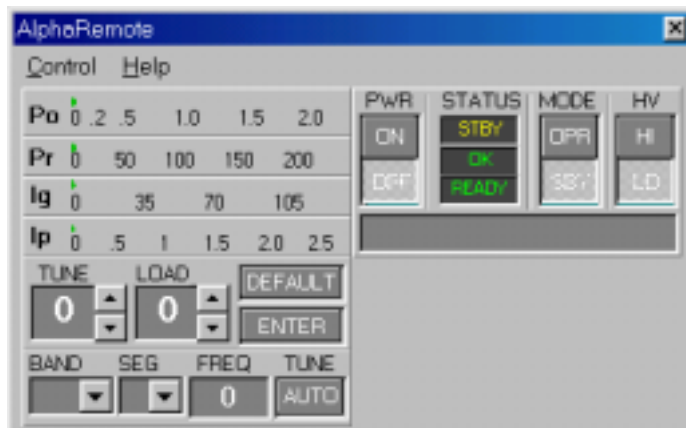 AlphaRemote
Control Help
Po 0 .2 .5 1.0 1.5 2.0
Pr 0 50 100 150 200
Ig 0 35 70 105
Ip 0 .5 1 1.5 2.0 2.5
TUNE LOAD
0 0 DEFAULT
ENTER
BAND SEG FREQ TUNE
0 AUTO
PWR STATUS MODE HV
ON STBY OPR HI
OK
OFF READY SBY LO